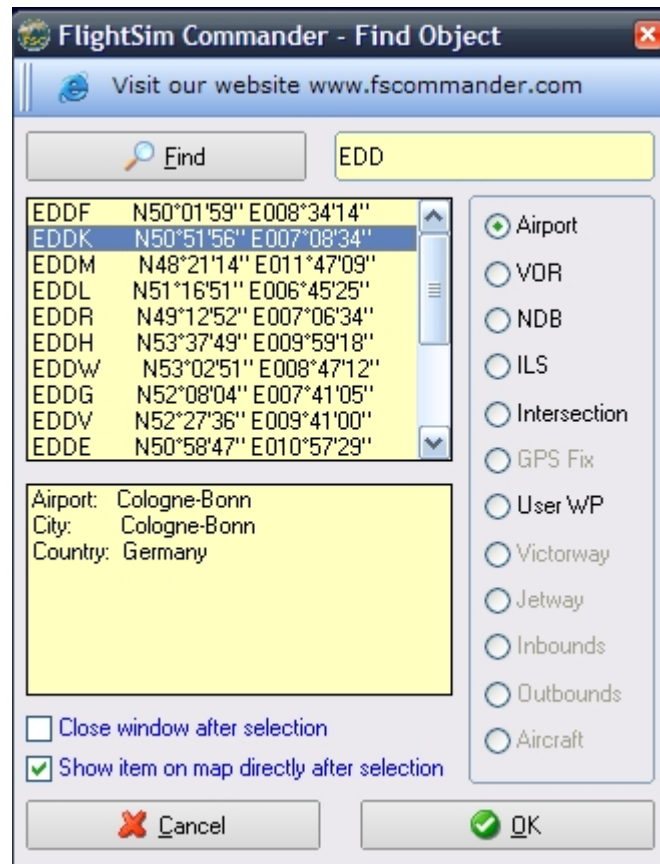 FlightSim Commander - Find Object
Visit our website www.fscommander.com
Find
EDD
EDDF N50°01'59'' E008°34'14''
EDDK N50°51'56'' E007°08'34''
EDDM N48°21'14'' E011°47'09''
EDDL N51°16'51'' E006°45'25''
EDDR N49°12'52'' E007°06'34''
EDDH N53°37'49'' E009°59'18''
EDDW N53°02'51'' E008°47'12''
EDDG N52°08'04'' E007°41'05''
EDDV N52°27'36'' E009°41'00''
EDDE N50°58'47'' E010°57'29''
Airport: Cologne-Bonn
City: Cologne-Bonn
Country: Germany
Close window after selection
Show item on map directly after selection
Airport
VOR
NDB
ILS
Intersection
GPS Fix
User WP
Victorway
Jetway
Inbounds
Outbounds
Aircraft
Cancel
OK